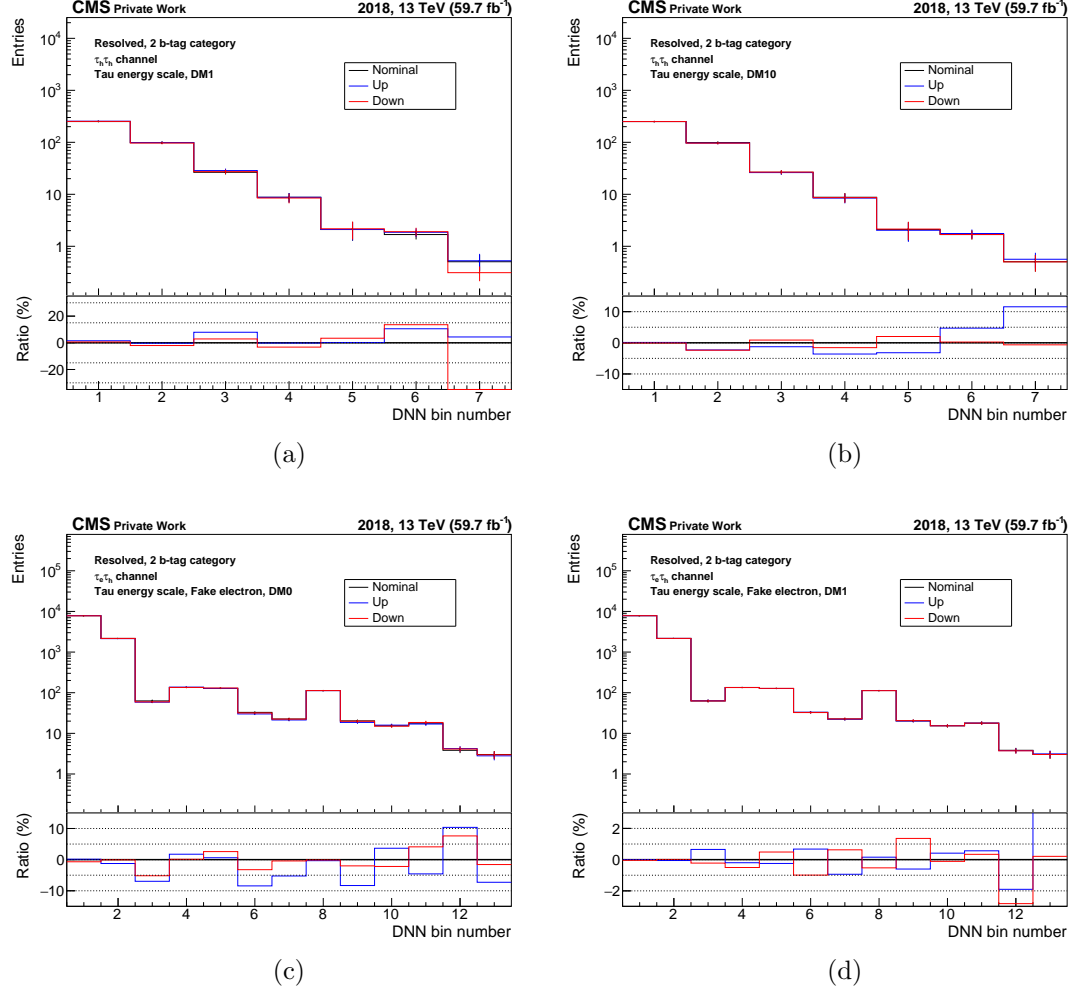 CMS Private Work 2018, 13 TeV (59.7 fb⁻¹)
Entries
Resolved, 2 b-tag category
τₕτₕ channel
Tau energy scale, DM1
Nominal
Up
Down
10⁴
10³
10²
10
1
Ratio (%)
20
0
−20
1 2 3 4 5 6 7
DNN bin number
(a)
CMS Private Work 2018, 13 TeV (59.7 fb⁻¹)
Entries
Resolved, 2 b-tag category
τₕτₕ channel
Tau energy scale, DM10
Nominal
Up
Down
10⁴
10³
10²
10
1
Ratio (%)
10
0
−10
1 2 3 4 5 6 7
DNN bin number
(b)
CMS Private Work 2018, 13 TeV (59.7 fb⁻¹)
Entries
Resolved, 2 b-tag category
τₑτₕ channel
Tau energy scale, Fake electron, DM0
Nominal
Up
Down
10⁵
10⁴
10³
10²
10
1
Ratio (%)
10
0
−10
2 4 6 8 10 12
DNN bin number
(c)
CMS Private Work 2018, 13 TeV (59.7 fb⁻¹)
Entries
Resolved, 2 b-tag category
τₑτₕ channel
Tau energy scale, Fake electron, DM1
Nominal
Up
Down
10⁵
10⁴
10³
10²
10
1
Ratio (%)
2
0
−2
2 4 6 8 10 12
DNN bin number
(d)